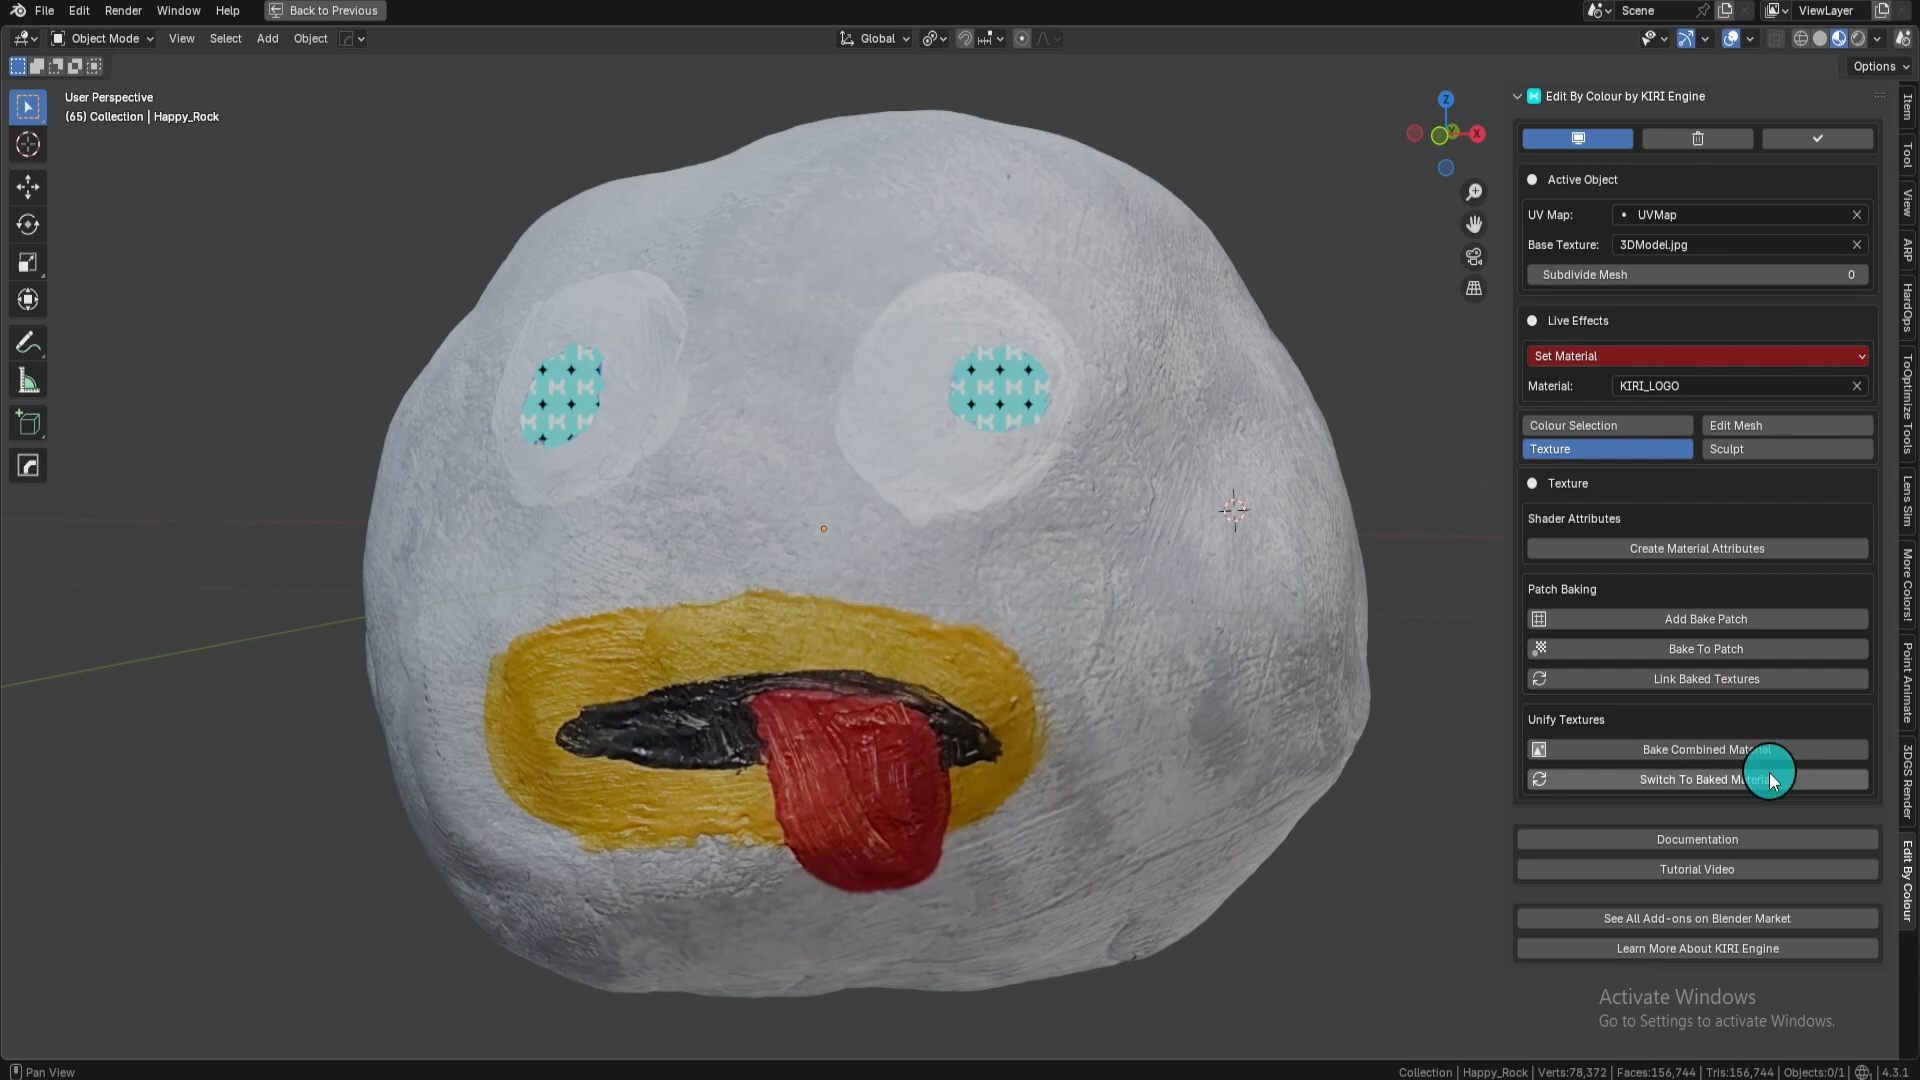 File Edit Render Window Help Back to Previous Scene ViewLayer
Object Mode View Select Add Object Global
Options
User Perspective
(65) Collection | Happy_Rock
Z
Y X
Edit By Colour by KIRI Engine
Active Object
UV Map: UVMap
Base Texture: 3DModel.jpg
Subdivide Mesh 0
Live Effects
Set Material
Material: KIRI_LOGO
Colour Selection Edit Mesh
Texture Sculpt
Texture
Shader Attributes
Create Material Attributes
Patch Baking
Add Bake Patch
Bake To Patch
Link Baked Textures
Unify Textures
Bake Combined Material
Switch To Baked Material
Documentation
Tutorial Video
See All Add-ons on Blender Market
Learn More About KIRI Engine
Item
Tool
View
ARP
HardOps
ToOptimize Tools
Lens Sim
More Colors!
Point Animate
3DGS Render
Edit By Colour
Activate Windows
Go to Settings to activate Windows.
Pan View
Collection | Happy_Rock | Verts:78,372 | Faces:156,744 | Tris:156,744 | Objects:0/1 | 4.3.1